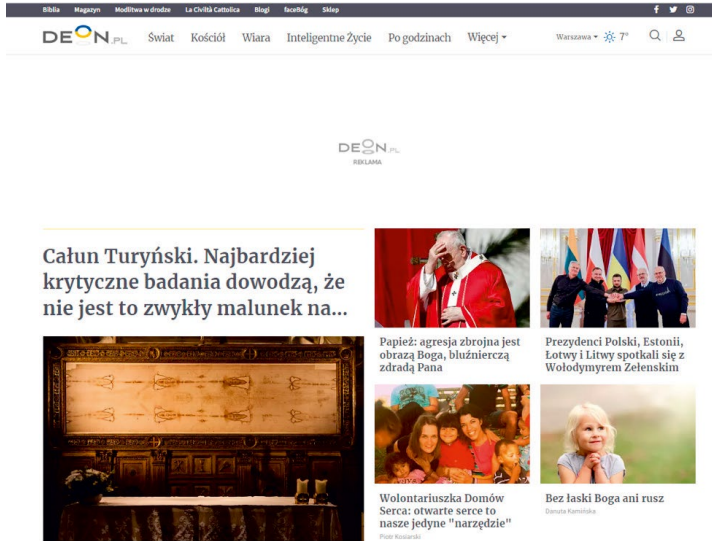 Biblia Magazyn Modlitwa w drodze La Civiltà Cattolica Blogi faceBóg Sklep
DEON.PL Świat Kościół Wiara Inteligentne Życie Po godzinach Więcej Warszawa 7°
DEON.PL
REKLAMA
Całun Turyński. Najbardziej
krytyczne badania dowodzą, że
nie jest to zwykły malunek na...
Papież: agresja zbrojna jest
obrazą Boga, bluźnierczą
zdradą Pana
Prezydenci Polski, Estonii,
Łotwy i Litwy spotkali się z
Wołodymyrem Zełenskim
Wolontariuszka Domów
Serca: otwarte serce to
nasze jedyne "narzędzie"
Piotr Kosiarski
Bez łaski Boga ani rusz
Danuta Kamińska